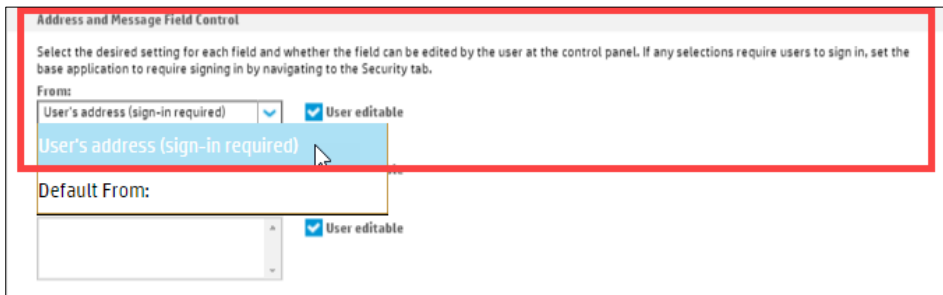 Address and Message Field Control
Select the desired setting for each field and whether the field can be edited by the user at the control panel. If any selections require users to sign in, set the
base application to require signing in by navigating to the Security tab.
From:
User's address (sign-in required)
User editable
User's address (sign-in required)
Default From:
User editable